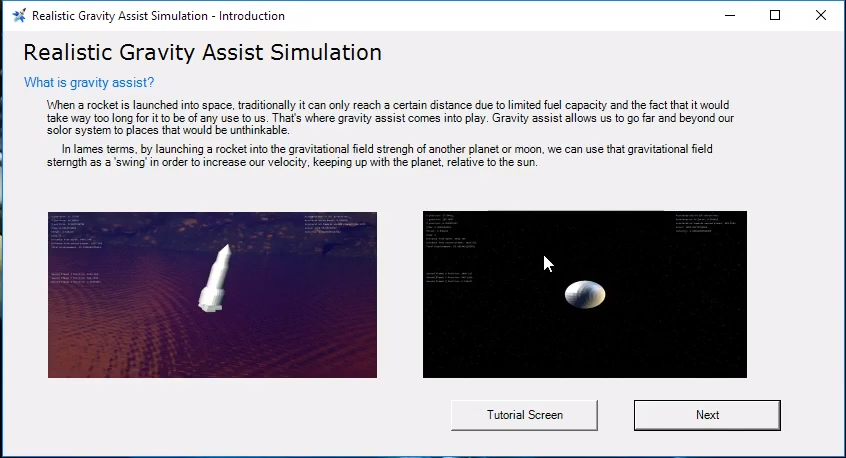 Realistic Gravity Assist Simulation - Introduction
Realistic Gravity Assist Simulation
What is gravity assist?
When a rocket is launched into space, traditionally it can only reach a certain distance due to limited fuel capacity and the fact that it would
take way too long for it to be of any use to us. That's where gravity assist comes into play. Gravity assist allows us to go far and beyond our
solar system to places that would be unthinkable.
In lames terms, by launching a rocket into the gravitational field strengh of another planet or moon, we can use that gravitational field
sterngth as a 'swing' in order to increase our velocity, keeping up with the planet, relative to the sun.
Tutorial Screen
Next